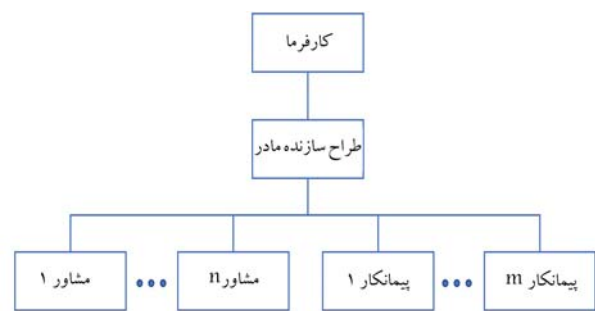 کارفرما
طراح سازنده مادر
پیمانکار m
•••
پیمانکار ۱
مشاور n
•••
مشاور ۱